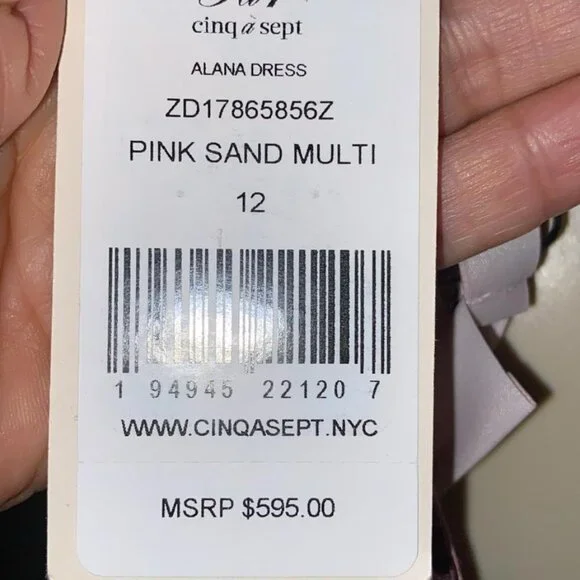 cinq à sept
ALANA DRESS
ZD17865856Z
PINK SAND MULTI
12
1 94945 22120 7
WWW.CINQASEPT.NYC
MSRP $595.00